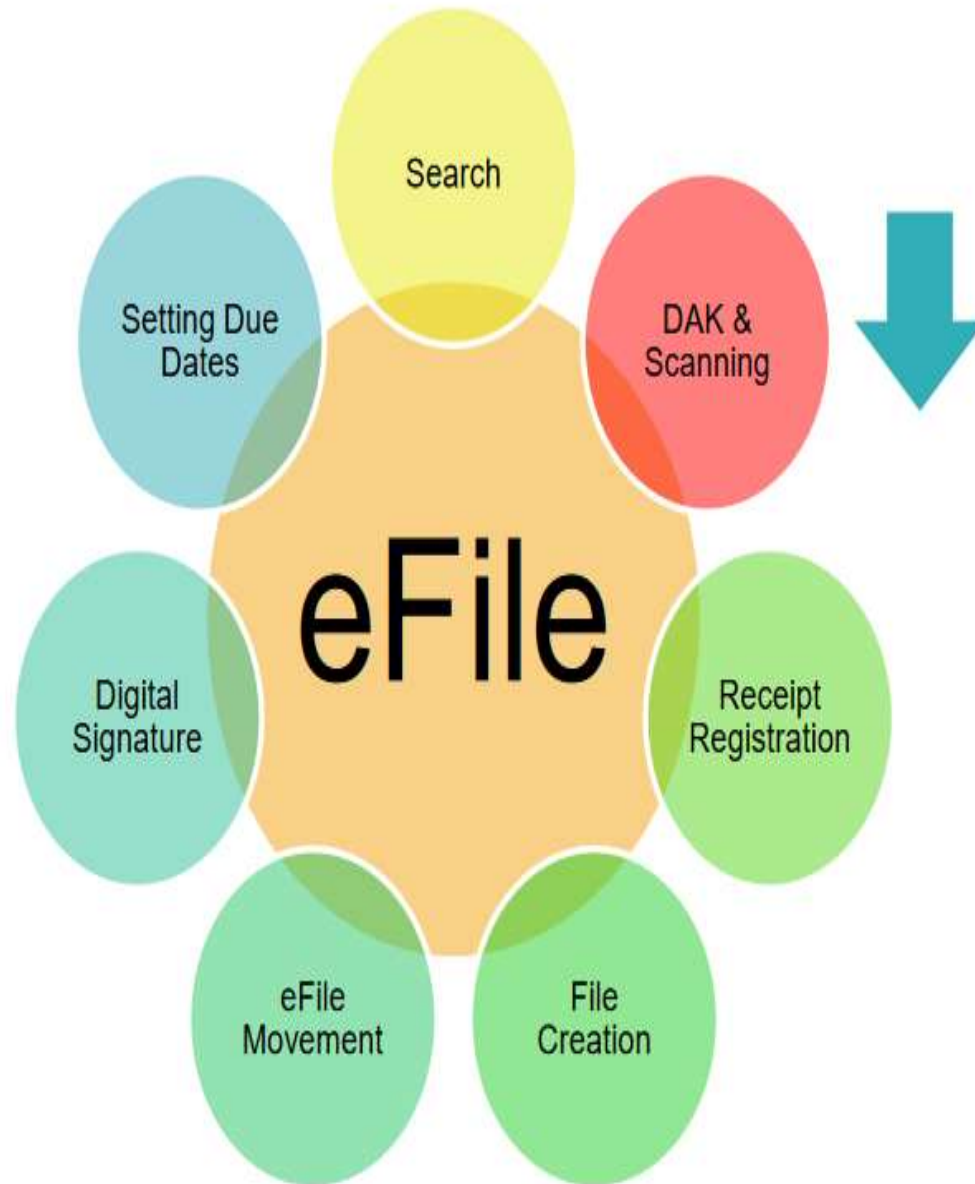 Search
Setting Due
Dates
DAK &
Scanning
eFile
Digital
Signature
Receipt
Registration
eFile
Movement
File
Creation